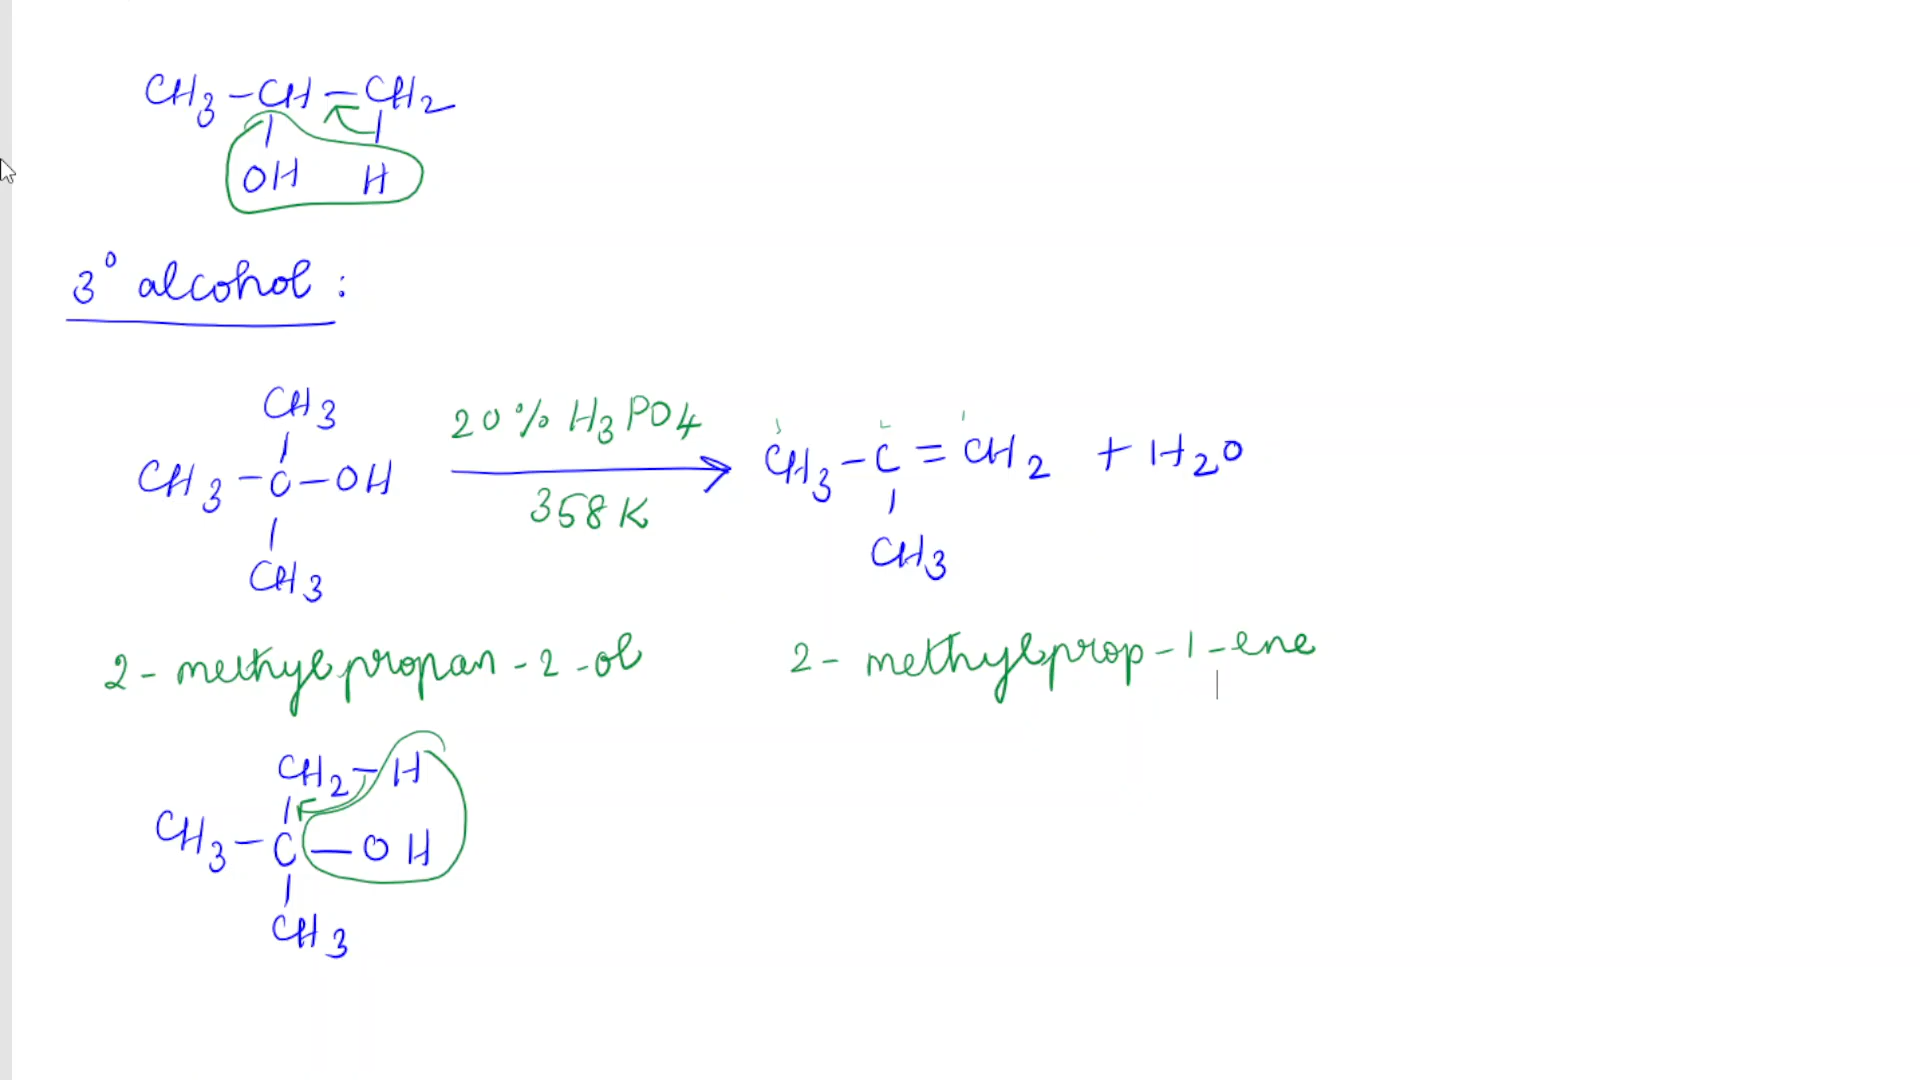 CH3 - CH - CH2
OH H
3° alcohol :
CH3
20% H3PO4
CH3 - C - OH → CH3 - C = CH2 + H2O
358K
CH3 CH3
2 - methylpropan - 2 - ol 2 - methylprop - 1 - ene
CH2 - H
CH3 - C - OH
CH3